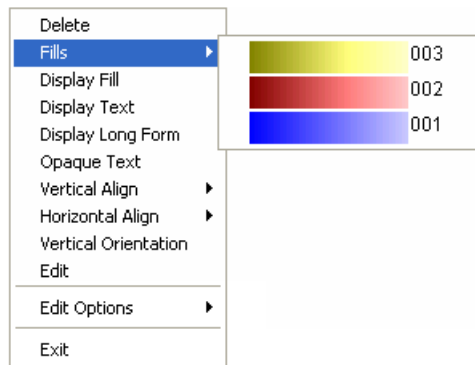 Delete
Fills
003
002
001
Display Fill
Display Text
Display Long Form
Opaque Text
Vertical Align
Horizontal Align
Vertical Orientation
Edit
Edit Options
Exit